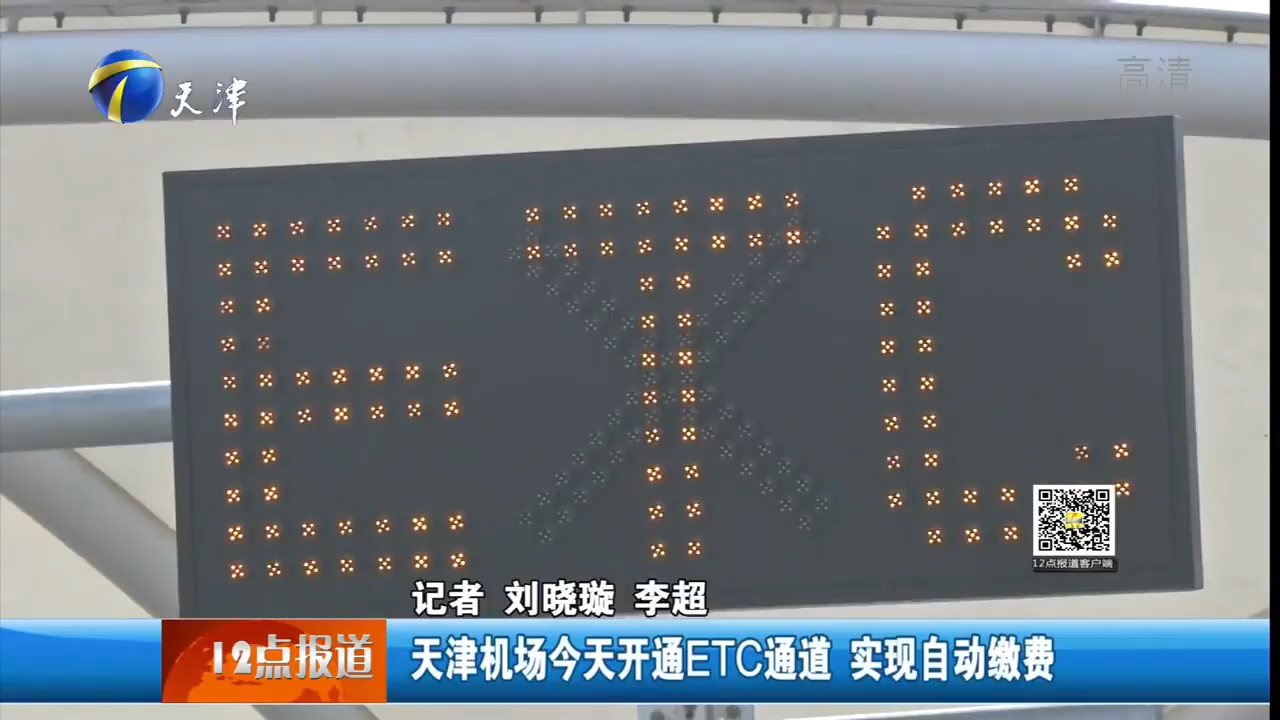 天津
高清
ETC
12点报道客户端
记者 刘晓璇 李超
12点报道
天津机场今天开通ETC通道 实现自动缴费